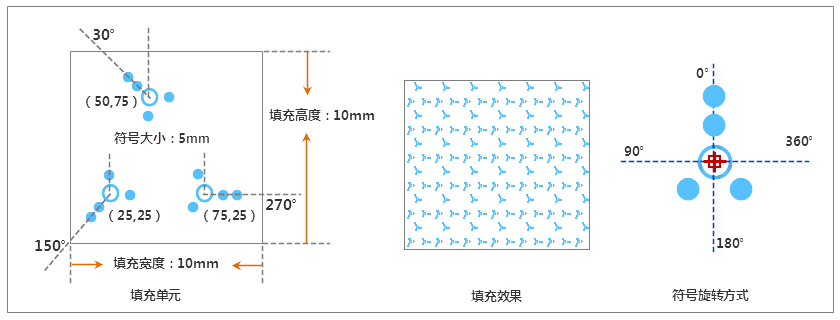 30°
(50,75)
符号大小：5mm
(25,25)
(75,25)
150°
270°
填充高度：10mm
填充宽度：10mm
填充单元
填充效果
0°
90°
360°
180°
符号旋转方式